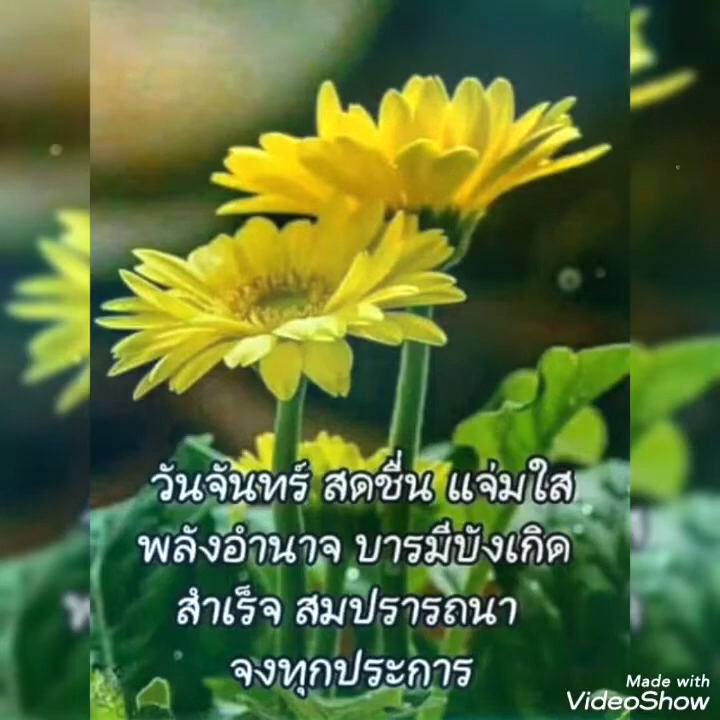 วันจันทร์ สดชื่น แจ่มใส
พลังอำนาจ บารมีบังเกิด
สำเร็จ สมปรารถนา
จงทุกประการ
Made with
VideoShow